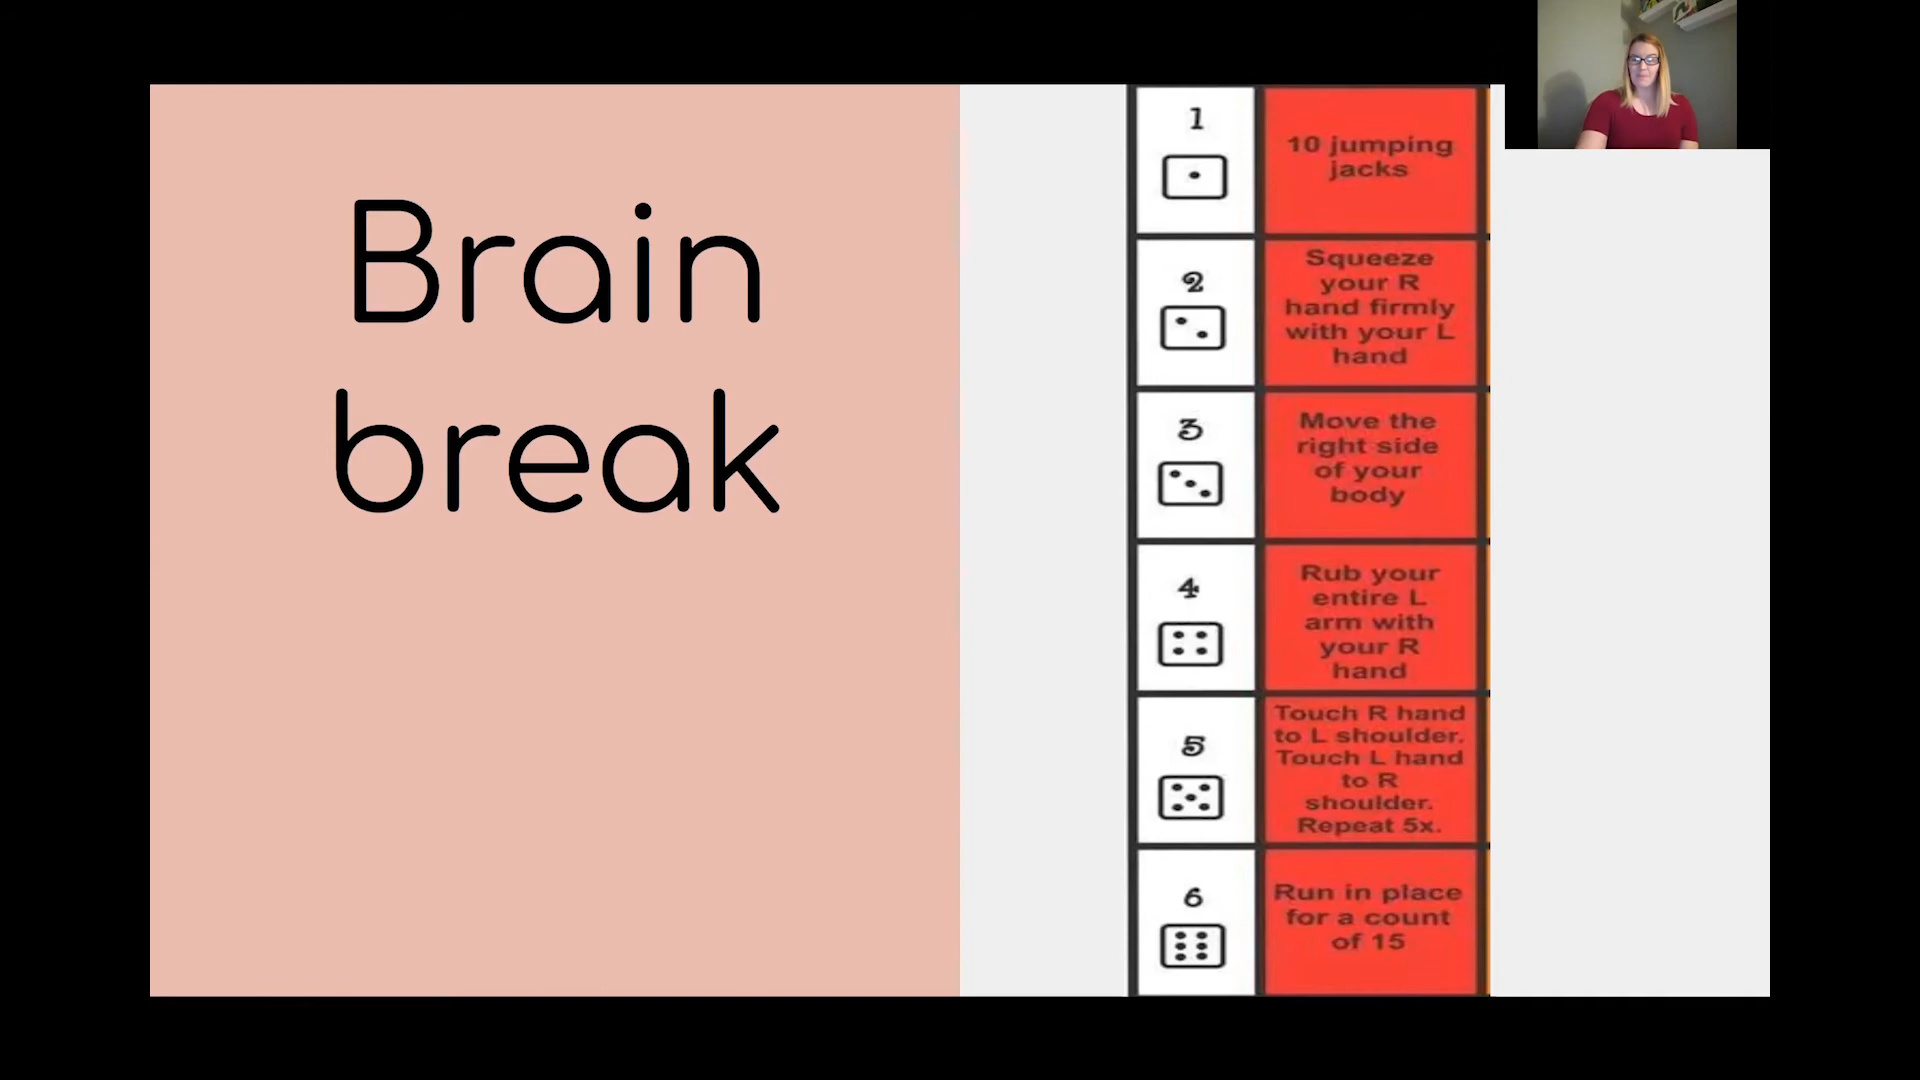 Brain
break
1
10 jumping
jacks
2
Squeeze
your R
hand firmly
with your L
hand
3
Move the
right side
of your
body
4
Rub your
entire L
arm with
your R
hand
5
Touch R hand
to L shoulder.
Touch L hand
to R
shoulder.
Repeat 5x.
6
Run in place
for a count
of 15